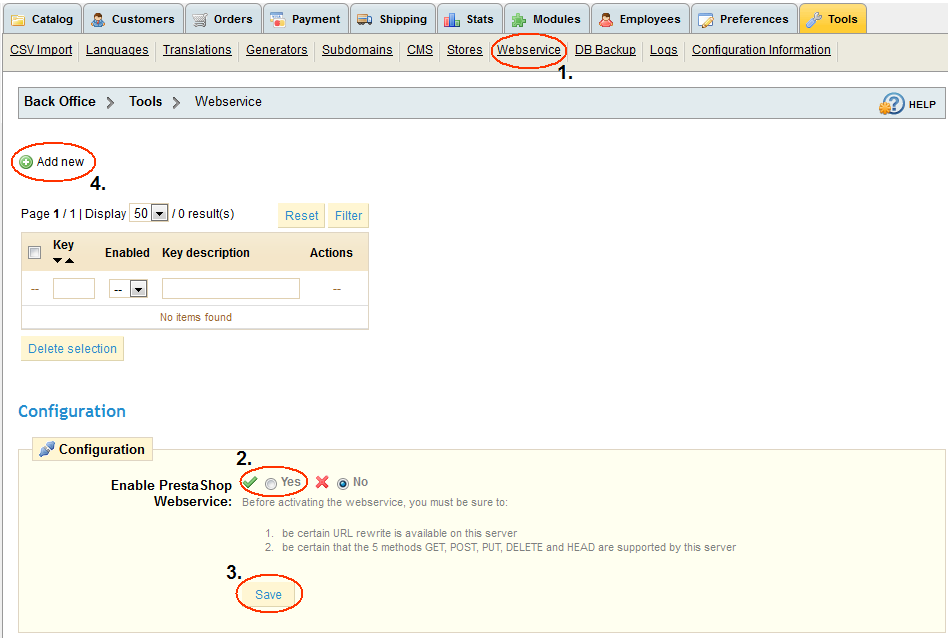 Catalog Customers Orders Payment Shipping Stats Modules Employees Preferences Tools
CSV Import Languages Translations Generators Subdomains CMS Stores Webservice DB Backup Logs Configuration Information
1.
Back Office > Tools > Webservice HELP
Add new
4.
Page 1 / 1 | Display 50 / 0 result(s) Reset Filter
Key Enabled Key description Actions
-- -- --
No items found
Delete selection
Configuration
Configuration
2.
Enable PrestaShop Webservice: Yes No
Before activating the webservice, you must be sure to:
1. be certain URL rewrite is available on this server
2. be certain that the 5 methods GET, POST, PUT, DELETE and HEAD are supported by this server
3.
Save